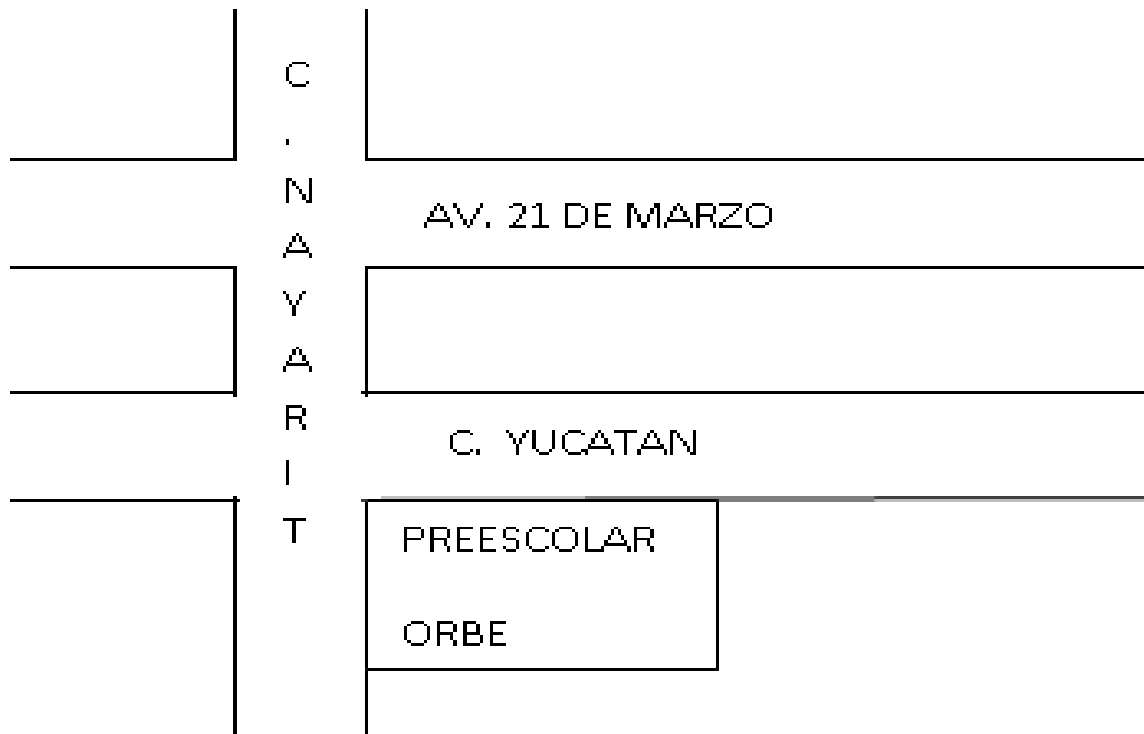 C. NAYARIT
AV. 21 DE MARZO
C. YUCATAN
PREESCOLAR
ORBE